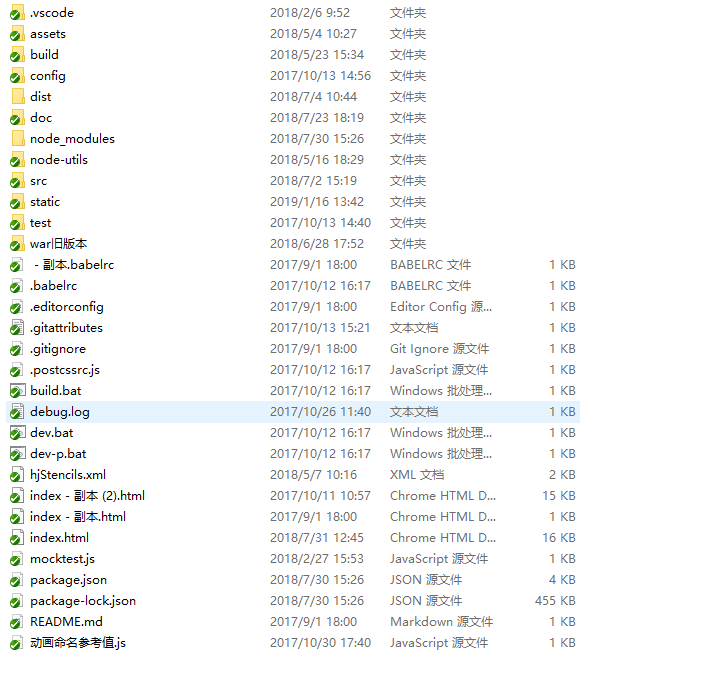 .vscode 2018/2/6 9:52 文件夹
assets 2018/5/4 10:27 文件夹
build 2018/5/23 15:34 文件夹
config 2017/10/13 14:56 文件夹
dist 2018/7/4 10:44 文件夹
doc 2018/7/23 18:19 文件夹
node_modules 2018/7/30 15:26 文件夹
node-utils 2018/5/16 18:29 文件夹
src 2018/7/2 15:19 文件夹
static 2019/1/16 13:42 文件夹
test 2017/10/13 14:40 文件夹
war旧版本 2018/6/28 17:52 文件夹
- 副本.babelrc 2017/9/1 18:00 BABELRC 文件 1 KB
.babelrc 2017/10/12 16:17 BABELRC 文件 1 KB
.editorconfig 2017/9/1 18:00 Editor Config 源... 1 KB
.gitattributes 2017/10/13 15:21 文本文档 1 KB
.gitignore 2017/9/1 18:00 Git Ignore 源文件 1 KB
.postcssrc.js 2017/10/12 16:17 JavaScript 源文件 1 KB
build.bat 2017/10/12 16:17 Windows 批处理... 1 KB
debug.log 2017/10/26 11:40 文本文档 1 KB
dev.bat 2017/10/12 16:17 Windows 批处理... 1 KB
dev-p.bat 2017/10/12 16:17 Windows 批处理... 1 KB
hjStencils.xml 2018/5/7 10:16 XML 文档 2 KB
index - 副本 (2).html 2017/10/11 10:57 Chrome HTML D... 15 KB
index - 副本.html 2017/9/1 18:00 Chrome HTML D... 1 KB
index.html 2018/7/31 12:45 Chrome HTML D... 16 KB
mocktest.js 2018/2/27 15:53 JavaScript 源文件 1 KB
package.json 2018/7/30 15:26 JSON 源文件 4 KB
package-lock.json 2018/7/30 15:26 JSON 源文件 455 KB
README.md 2017/9/1 18:00 Markdown 源文件 1 KB
动画命名参考值.js 2017/10/30 17:40 JavaScript 源文件 1 KB